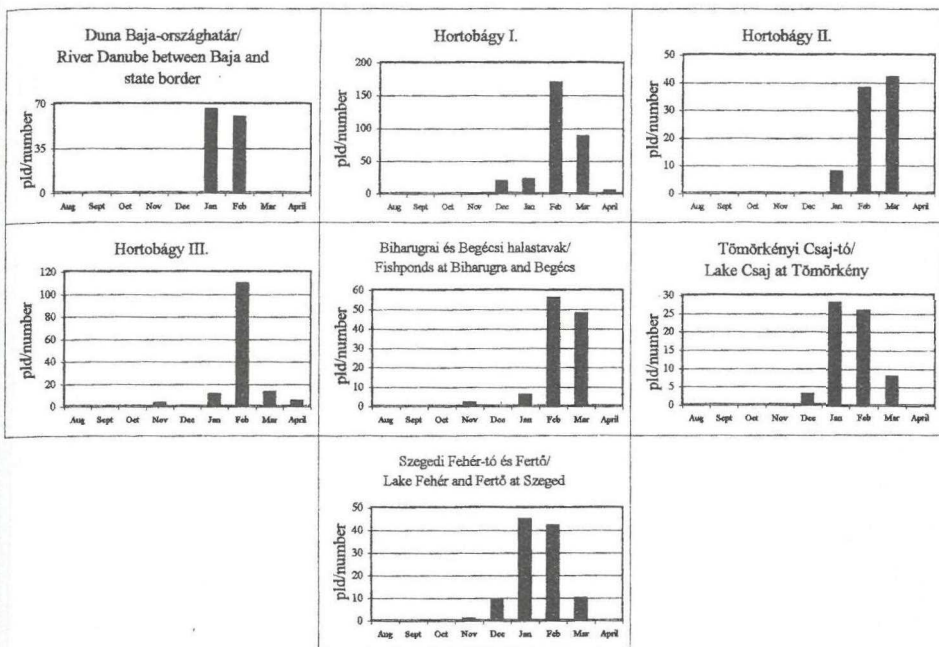 Duna Baja-országhatár/
River Danube between Baja and
state border
70
35
pld/number
Aug Sept Oct Nov Dec Jan Feb Mar April
Hortobágy I.
200
150
100
50
0
pld/number
Aug Sept Oct Nov Dec Jan Feb Mar April
Hortobágy II.
50
40
30
20
10
0
pld/number
Aug Sept Oct Nov Dec Jan Feb Mar April
Hortobágy III.
120
100
80
60
40
20
0
pld/number
Aug Sept Oct Nov Dec Jan Feb Mar April
Biharugrai és Begécsi halastavak/
Fishponds at Biharugra and Begécs
60
50
40
30
20
10
0
pld/number
Aug Sept Oct Nov Dec Jan Feb Mar April
Tömörkényi Csaj-tó/
Lake Csaj at Tömörkény
30
25
20
15
10
5
0
pld/number
Aug Sept Oct Nov Dec Jan Feb Mar April
Szegedi Fehér-tó és Fertő/
Lake Fehér and Fertő at Szeged
50
40
30
20
10
0
pld/number
Aug Sept Oct Nov Dec Jan Feb Mar April